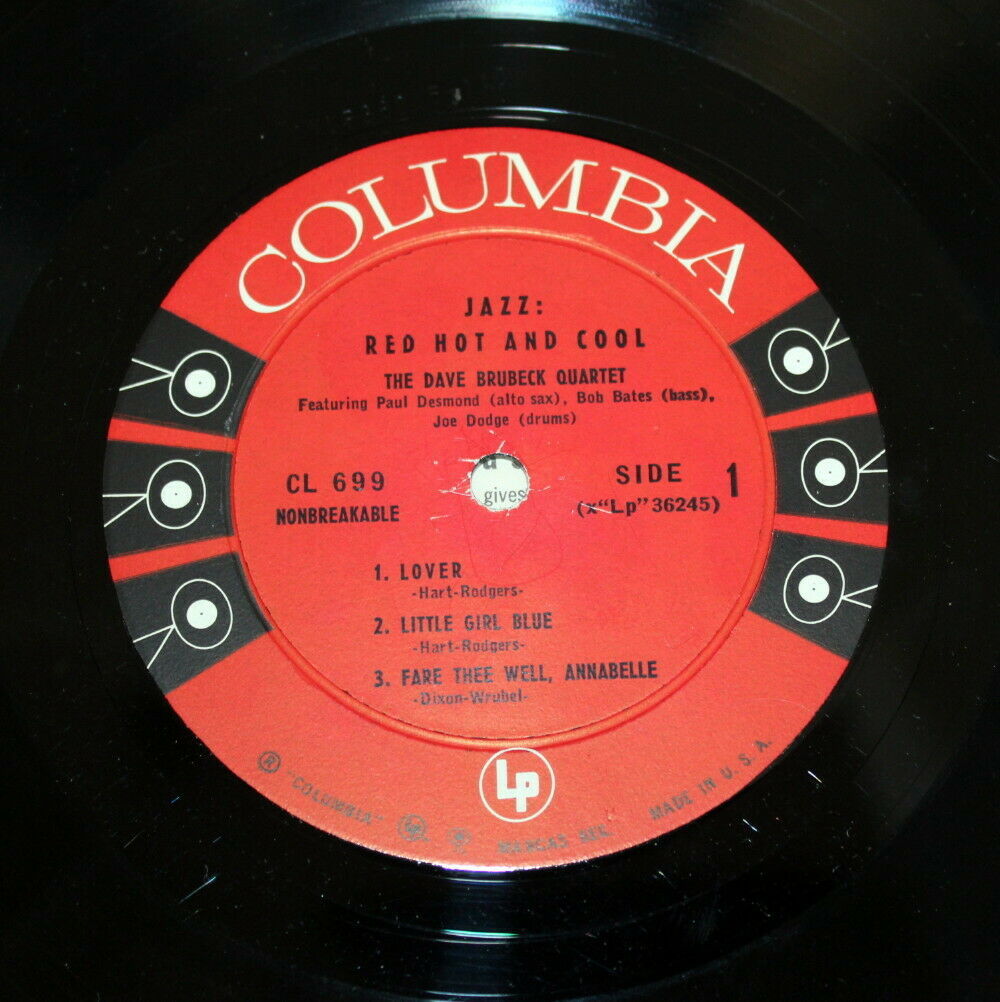 COLUMBIA
JAZZ:
RED HOT AND COOL
THE DAVE BRUBECK QUARTET
Featuring Paul Desmond (alto sax), Bob Bates (bass),
Joe Dodge (drums)
CL 699
NONBREAKABLE
gives
SIDE 1
(x“Lp” 36245)
1. LOVER
-Hart-Rodgers-
2. LITTLE GIRL BLUE
-Hart-Rodgers-
3. FARE THEE WELL, ANNABELLE
-Dixon-Wrubel-
Lp
® "COLUMBIA" MARCAS REG. MADE IN U. S. A.